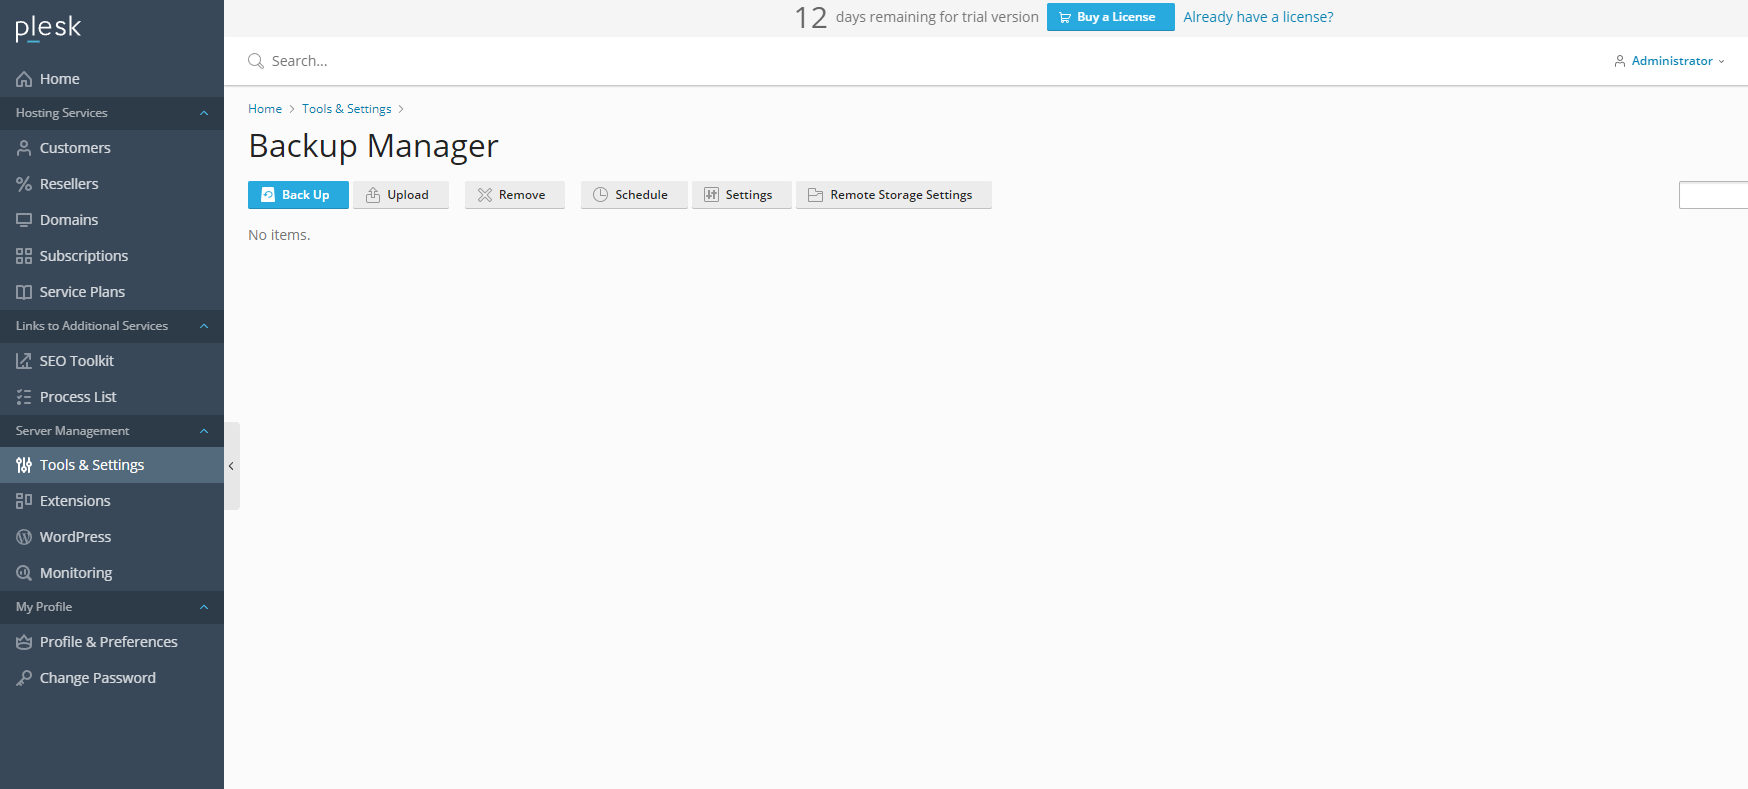 plesk
12 days remaining for trial version Buy a License Already have a license?
Search...
Administrator
Home
Hosting Services
Customers
Resellers
Domains
Subscriptions
Service Plans
Links to Additional Services
SEO Toolkit
Process List
Server Management
Tools & Settings
Extensions
WordPress
Monitoring
My Profile
Profile & Preferences
Change Password
Home > Tools & Settings >
Backup Manager
Back Up Upload Remove Schedule Settings Remote Storage Settings
No items.